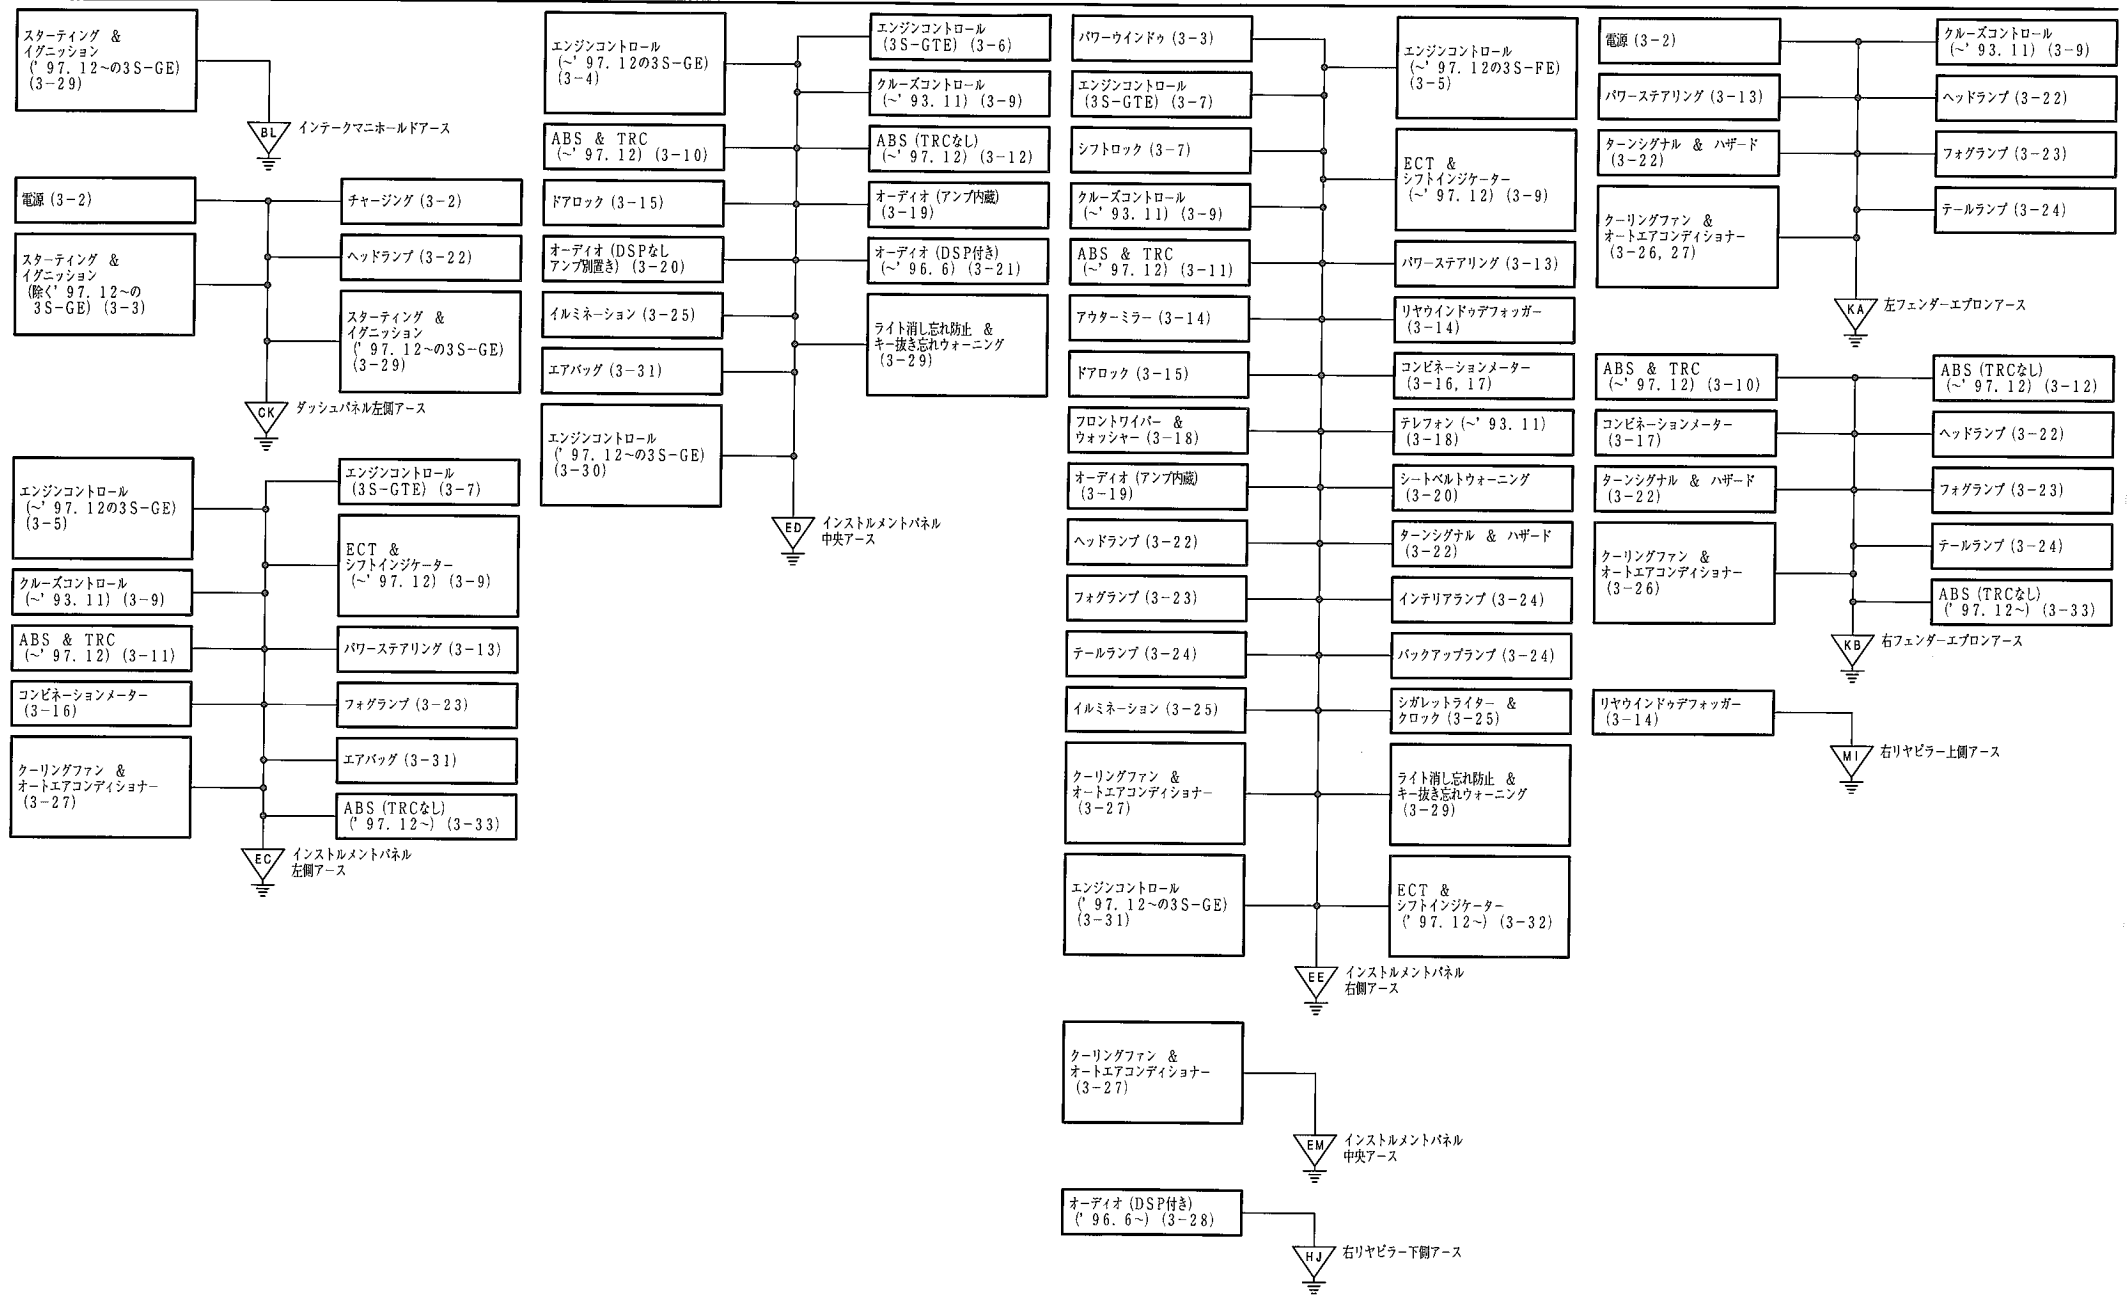 スターティング &
イグニッション
(’97.12~の3S-GE)
(3-29)
BL
インテークマニホールドアース
電源 (3-2)
チャージング (3-2)
スターティング &
イグニッション
(除く’97.12~の
3S-GE) (3-3)
ヘッドランプ (3-22)
スターティング &
イグニッション
(’97.12~の3S-GE)
(3-29)
CK
ダッシュパネル左側アース
エンジンコントロール
(~’97.12の3S-GE)
(3-5)
エンジンコントロール
(3S-GTE) (3-7)
ECT &
シフトインジケーター
(~’97.12) (3-9)
クルーズコントロール
(~’93.11) (3-9)
ABS & TRC
(~’97.12) (3-11)
パワーステアリング (3-13)
コンビネーションメーター
(3-16)
フォグランプ (3-23)
クーリングファン &
オートエアコンディショナー
(3-27)
エアバッグ (3-31)
ABS (TRCなし)
(’97.12~) (3-33)
EC
インストルメントパネル
左側アース
エンジンコントロール
(~’97.12の3S-GE)
(3-4)
エンジンコントロール
(3S-GTE) (3-6)
クルーズコントロール
(~’93.11) (3-9)
ABS & TRC
(~’97.12) (3-10)
ABS (TRCなし)
(~’97.12) (3-12)
ドアロック (3-15)
オーディオ (アンプ内蔵)
(3-19)
オーディオ (DSPなし
アンプ別置き) (3-20)
オーディオ (DSP付き)
(~’96.6) (3-21)
イルミネーション (3-25)
ライト消し忘れ防止 &
キー抜き忘れウォーニング
(3-29)
エアバッグ (3-31)
エンジンコントロール
(’97.12~の3S-GE)
(3-30)
ED
インストルメントパネル
中央アース
パワーウインドゥ (3-3)
エンジンコントロール
(~’97.12の3S-FE)
(3-5)
エンジンコントロール
(3S-GTE) (3-7)
シフトロック (3-7)
ECT &
シフトインジケーター
(~’97.12) (3-9)
クルーズコントロール
(~’93.11) (3-9)
ABS & TRC
(~’97.12) (3-11)
パワーステアリング (3-13)
アウターミラー (3-14)
リヤウインドゥデフォッガー
(3-14)
ドアロック (3-15)
コンビネーションメーター
(3-16,17)
フロントワイパー &
ウォッシャー (3-18)
テレフォン (~’93.11)
(3-18)
オーディオ (アンプ内蔵)
(3-19)
シートベルトウォーニング
(3-20)
ヘッドランプ (3-22)
ターンシグナル & ハザード
(3-22)
フォグランプ (3-23)
インテリアランプ (3-24)
テールランプ (3-24)
バックアップランプ (3-24)
イルミネーション (3-25)
シガレットライター &
クロック (3-25)
クーリングファン &
オートエアコンディショナー
(3-27)
ライト消し忘れ防止 &
キー抜き忘れウォーニング
(3-29)
エンジンコントロール
(’97.12~の3S-GE)
(3-31)
ECT &
シフトインジケーター
(’97.12~) (3-32)
EE
インストルメントパネル
右側アース
クーリングファン &
オートエアコンディショナー
(3-27)
EM
インストルメントパネル
中央アース
オーディオ (DSP付き)
(’96.6~) (3-28)
HJ
右リヤピラー下側アース
電源 (3-2)
クルーズコントロール
(~’93.11) (3-9)
パワーステアリング (3-13)
ヘッドランプ (3-22)
ターンシグナル & ハザード
(3-22)
フォグランプ (3-23)
クーリングファン &
オートエアコンディショナー
(3-26,27)
テールランプ (3-24)
KA
左フェンダーエプロンアース
ABS & TRC
(~’97.12) (3-10)
ABS (TRCなし)
(~’97.12) (3-12)
コンビネーションメーター
(3-17)
ヘッドランプ (3-22)
ターンシグナル & ハザード
(3-22)
フォグランプ (3-23)
クーリングファン &
オートエアコンディショナー
(3-26)
テールランプ (3-24)
ABS (TRCなし)
(’97.12~) (3-33)
KB
右フェンダーエプロンアース
リヤウインドゥデフォッガー
(3-14)
MI
右リヤピラー上側アース